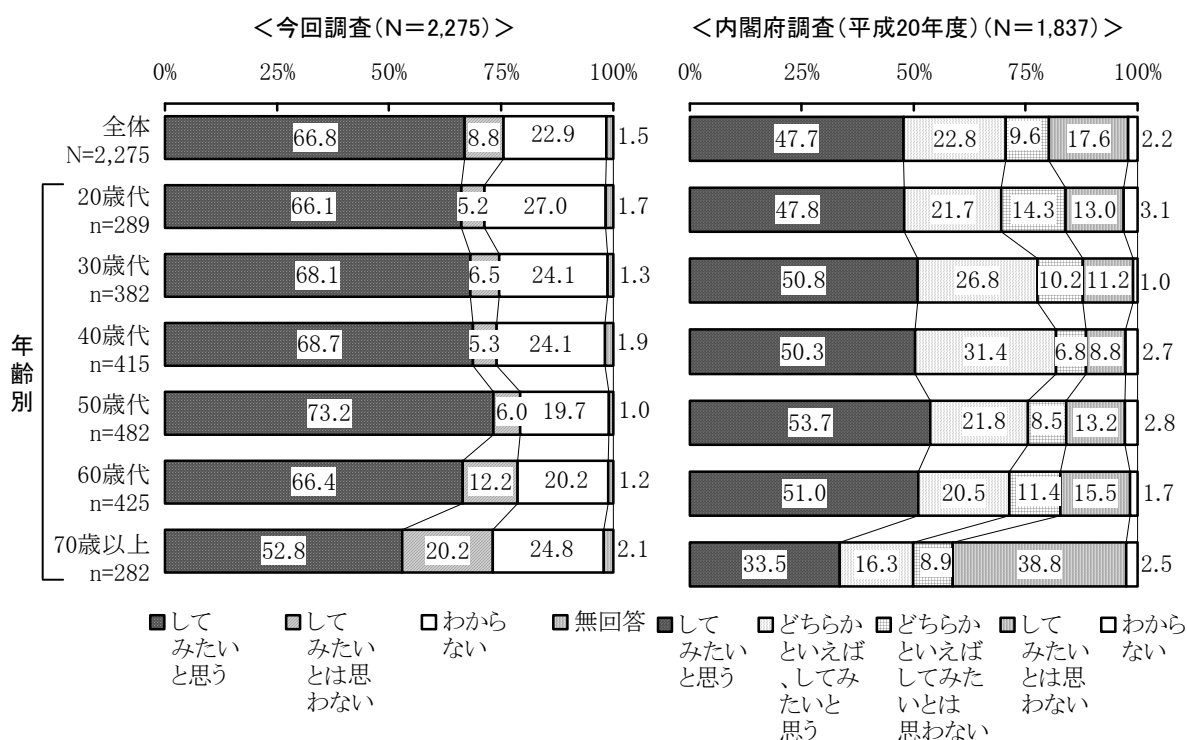 ＜今回調査(N＝2,275)＞
0% 25% 50% 75% 100%
全体
N=2,275
66.8 8.8 22.9 1.5
年齢別
20歳代
n=289
66.1 5.2 27.0 1.7
30歳代
n=382
68.1 6.5 24.1 1.3
40歳代
n=415
68.7 5.3 24.1 1.9
50歳代
n=482
73.2 6.0 19.7 1.0
60歳代
n=425
66.4 12.2 20.2 1.2
70歳以上
n=282
52.8 20.2 24.8 2.1
して
みたい
と思う
して
みたい
とは思
わない
わから
ない
無回答
＜内閣府調査(平成20年度)(N＝1,837)＞
0% 25% 50% 75% 100%
47.7 22.8 9.6 17.6 2.2
47.8 21.7 14.3 13.0 3.1
50.8 26.8 10.2 11.2 1.0
50.3 31.4 6.8 8.8 2.7
53.7 21.8 8.5 13.2 2.8
51.0 20.5 11.4 15.5 1.7
33.5 16.3 8.9 38.8 2.5
して
みたい
と思う
どちらか
といえば
、してみ
たいと
思う
どちらか
といえば
してみた
いとは
思わない
して
みたい
とは思
わない
わから
ない